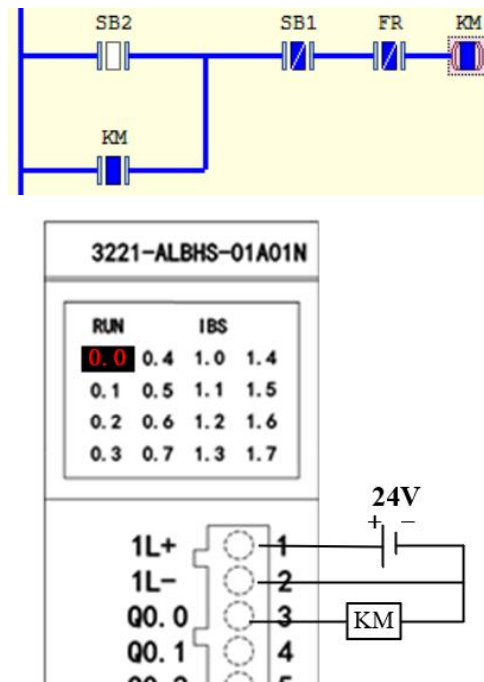 SB2 SB1 FR KM
KM
3221-ALBHS-01A01N
RUN IBS
0.0 0.4 1.0 1.4
0.1 0.5 1.1 1.5
0.2 0.6 1.2 1.6
0.3 0.7 1.3 1.7
24V
+ −
1L+ 1
1L- 2
Q0.0 3 KM
Q0.1 4